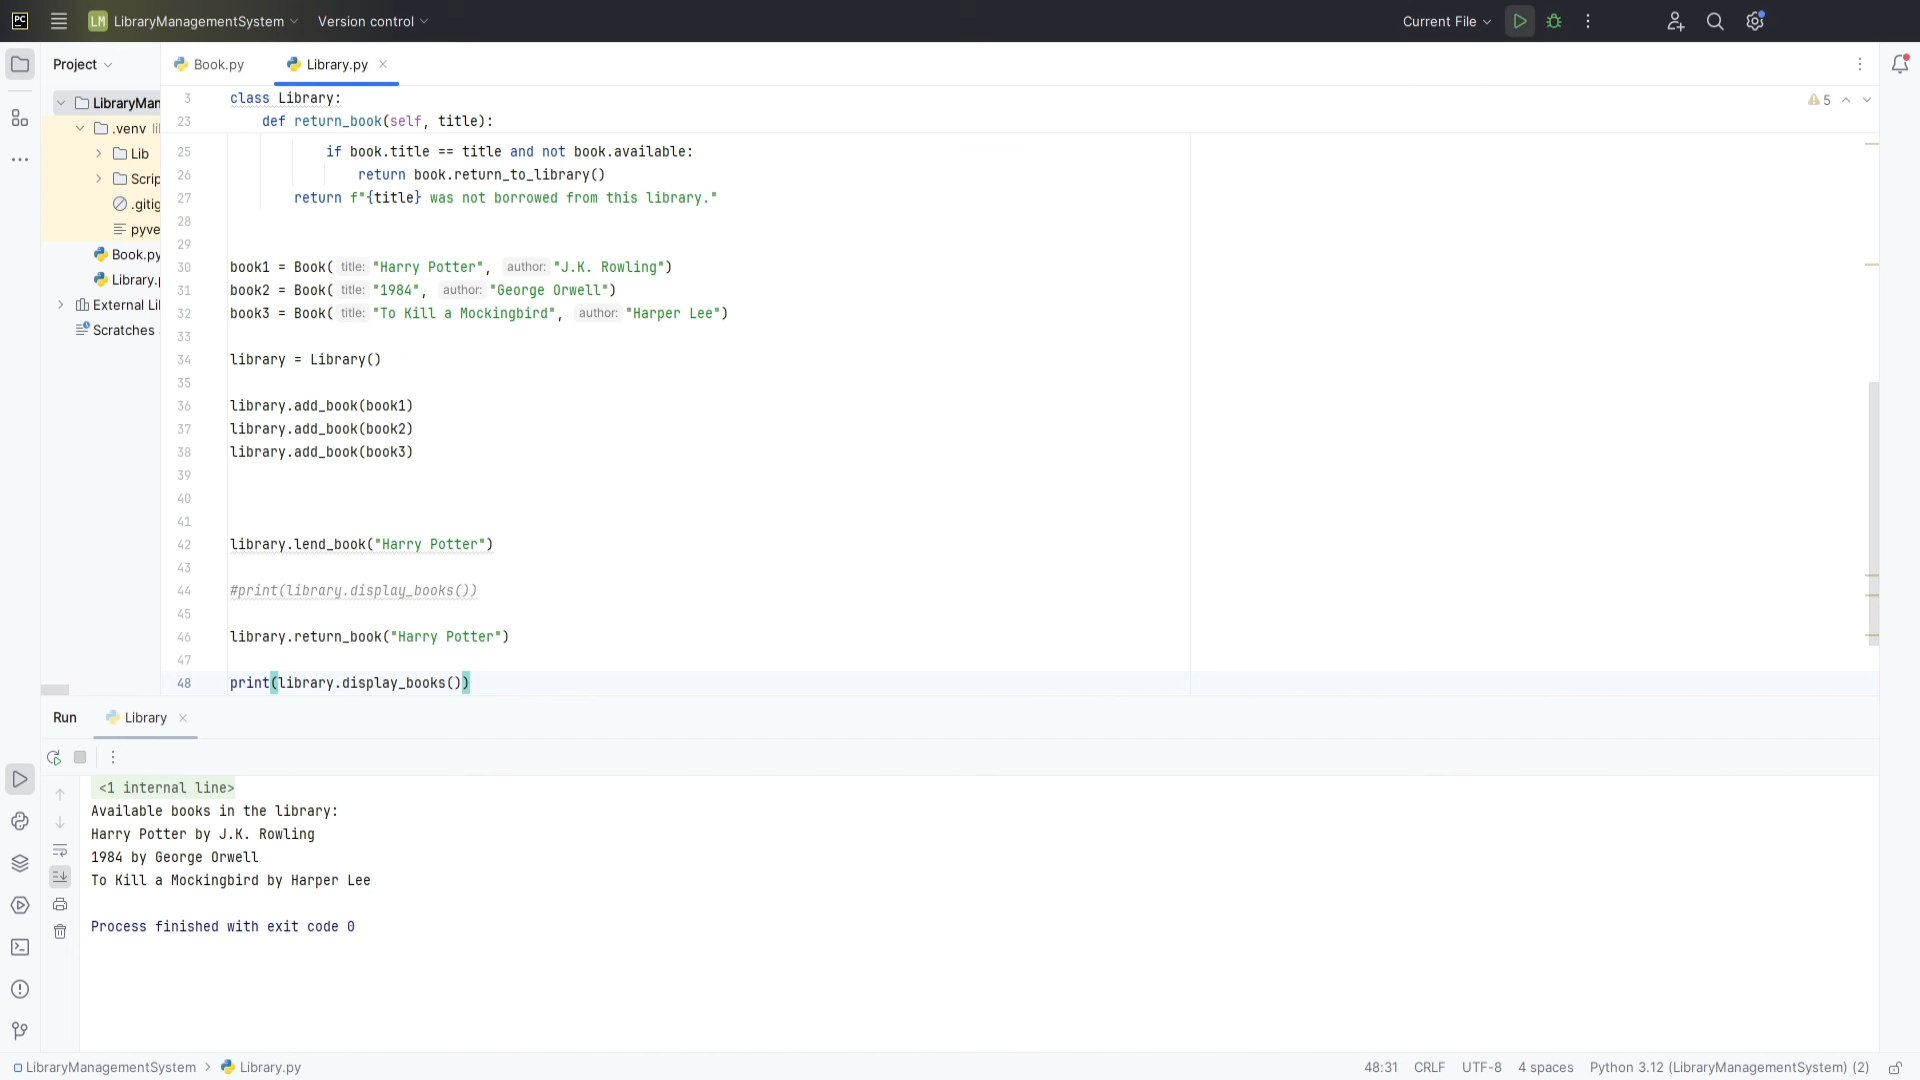 PC LM LibraryManagementSystem Version control Current File
Project
Book.py Library.py
LibraryMan
.venv
Lib
Scrip
.gitig
pyve
Book.py
Library.p
External Lib
Scratches
5
3 class Library:
23 def return_book(self, title):
25 if book.title == title and not book.available:
26 return book.return_to_library()
27 return f"{title} was not borrowed from this library."
28
29
30 book1 = Book( title: "Harry Potter", author: "J.K. Rowling")
31 book2 = Book( title: "1984", author: "George Orwell")
32 book3 = Book( title: "To Kill a Mockingbird", author: "Harper Lee")
33
34 library = Library()
35
36 library.add_book(book1)
37 library.add_book(book2)
38 library.add_book(book3)
39
40
41
42 library.lend_book("Harry Potter")
43
44 #print(library.display_books())
45
46 library.return_book("Harry Potter")
47
48 print(library.display_books())
Run Library
<1 internal line>
Available books in the library:
Harry Potter by J.K. Rowling
1984 by George Orwell
To Kill a Mockingbird by Harper Lee
Process finished with exit code 0
LibraryManagementSystem > Library.py 48:31 CRLF UTF-8 4 spaces Python 3.12 (LibraryManagementSystem) (2)